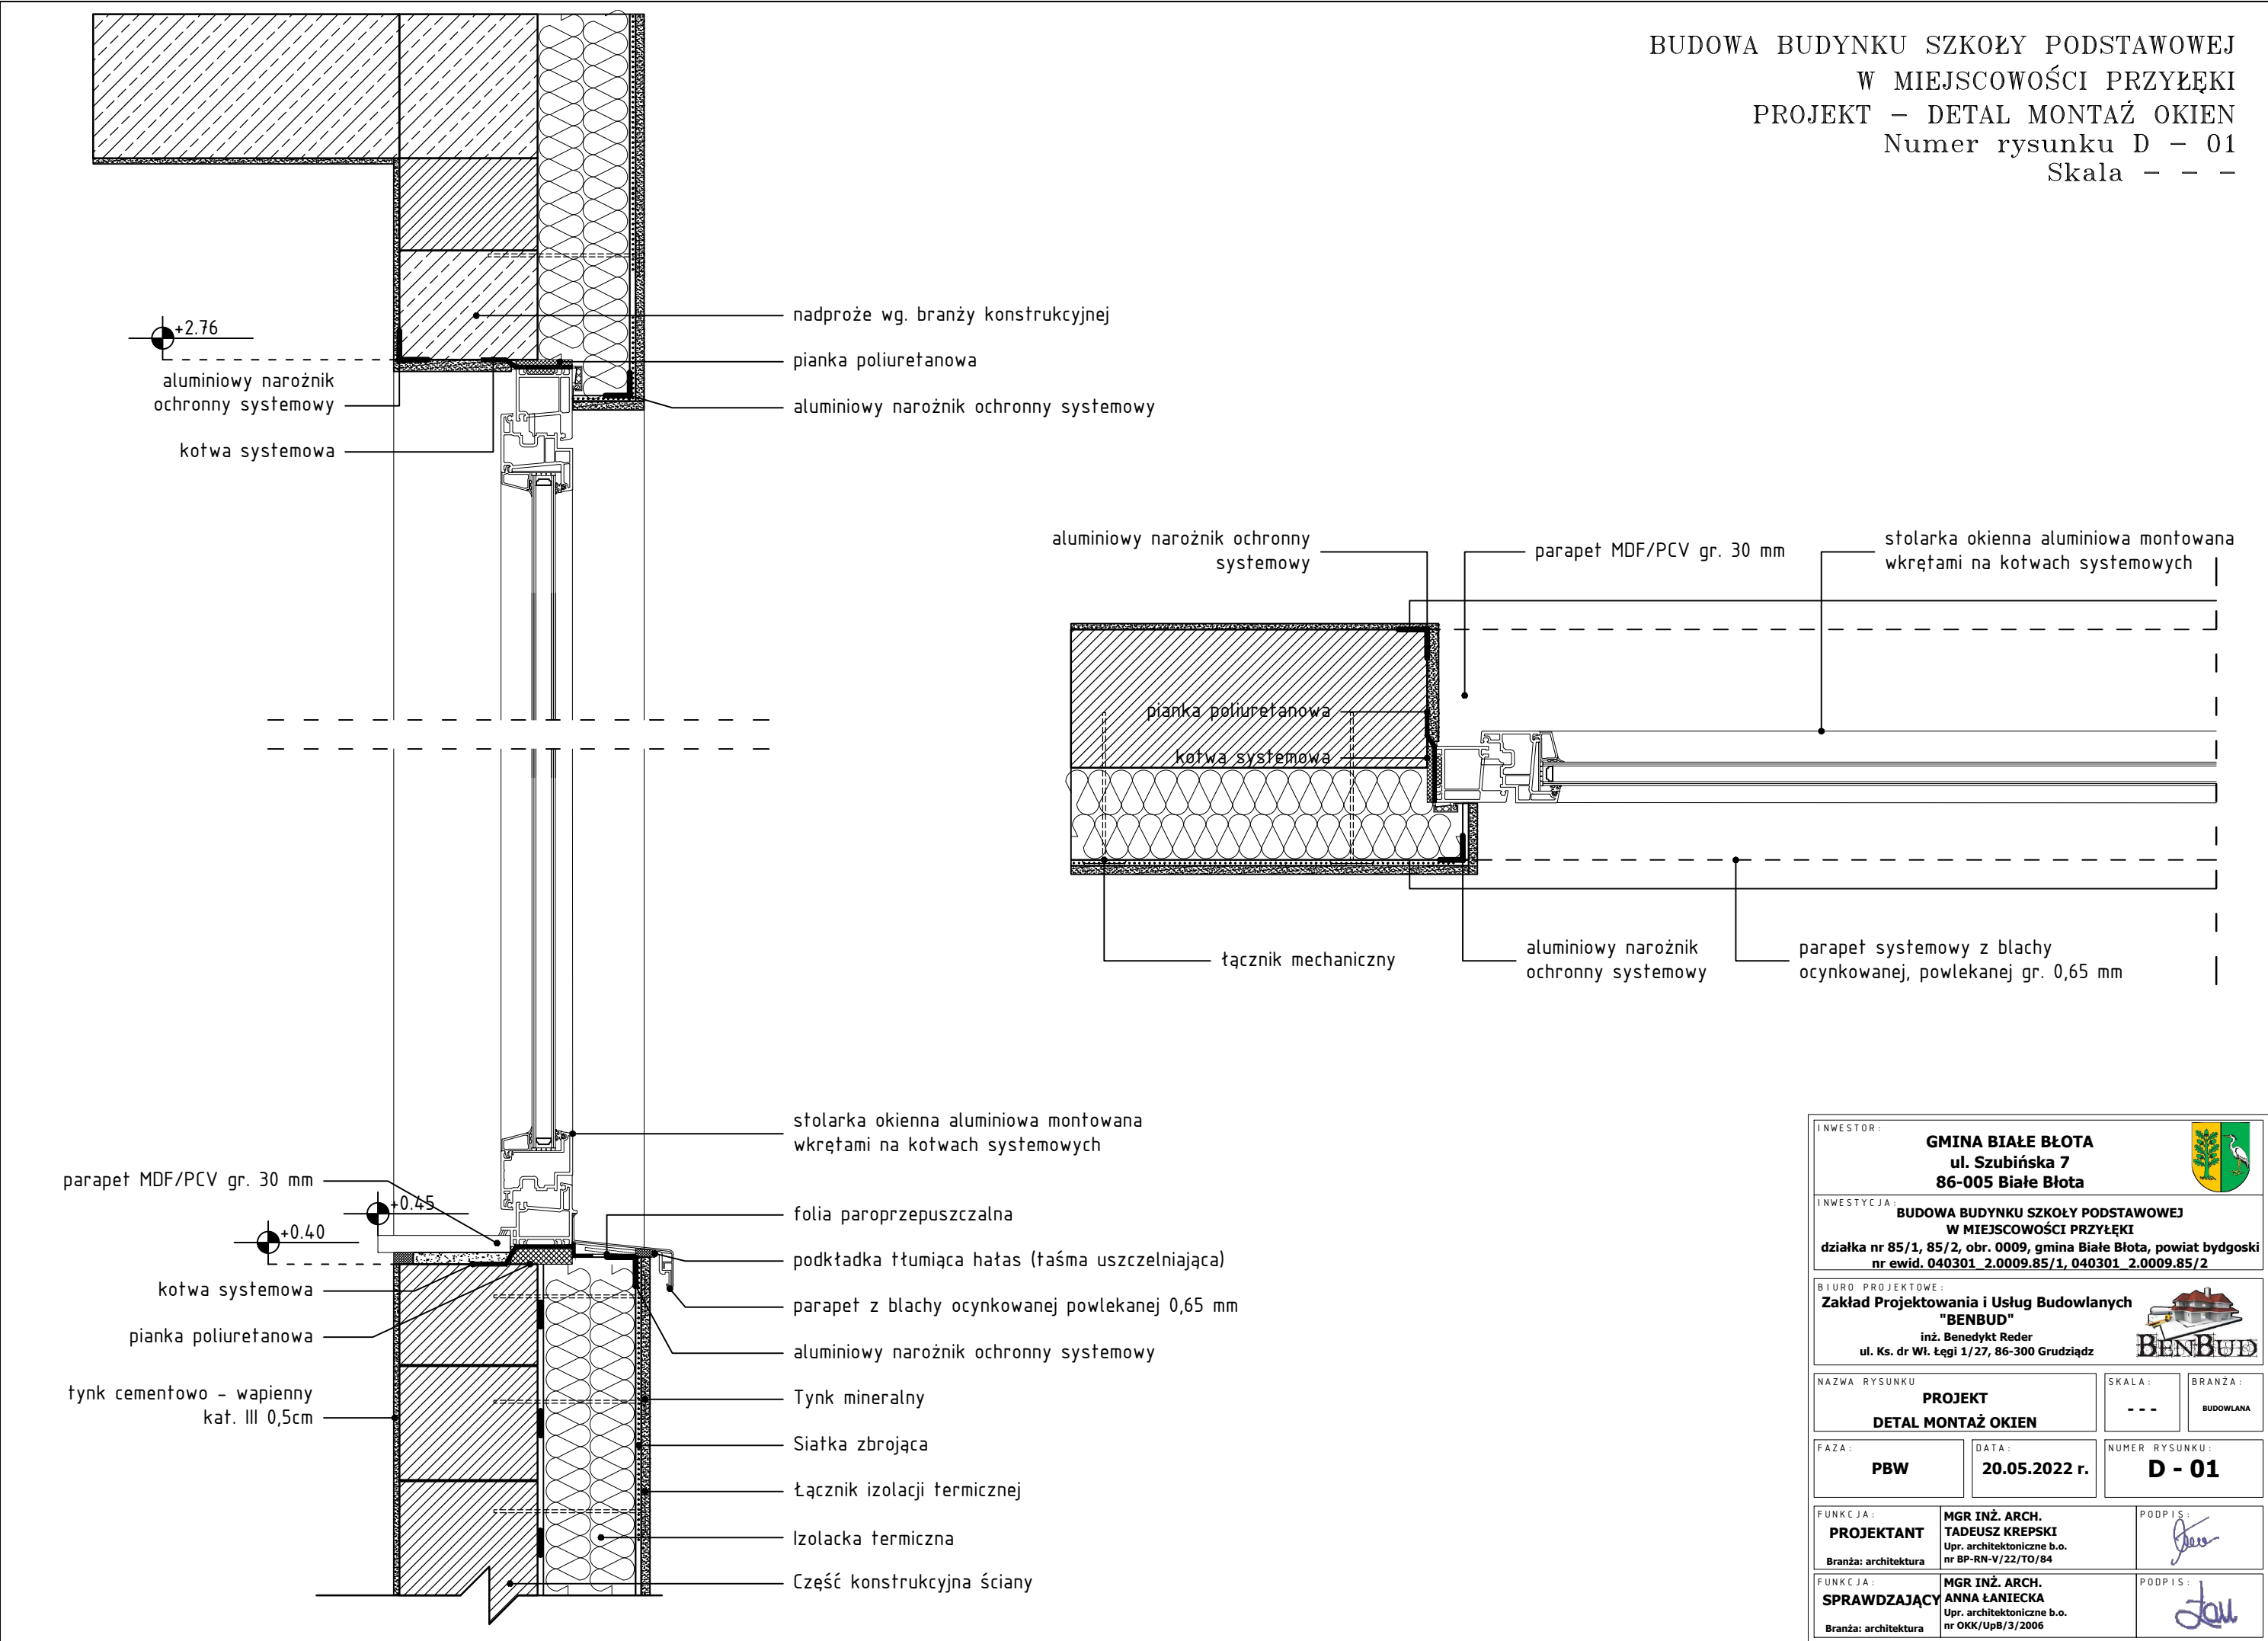 BUDOWA BUDYNKU SZKOŁY PODSTAWOWEJ
W MIEJSCOWOŚCI PRZYŁĘKI
PROJEKT – DETAL MONTAŻ OKIEN
Numer rysunku D – 01
Skala – – –
+2.76
aluminiowy narożnik
ochronny systemowy
kotwa systemowa
nadproże wg. branży konstrukcyjnej
pianka poliuretanowa
aluminiowy narożnik ochronny systemowy
aluminiowy narożnik ochronny
systemowy
parapet MDF/PCV gr. 30 mm
stolarka okienna aluminiowa montowana
wkrętami na kotwach systemowych
pianka poliuretanowa
kotwa systemowa
łącznik mechaniczny
aluminiowy narożnik
ochronny systemowy
parapet systemowy z blachy
ocynkowanej, powlekanej gr. 0,65 mm
parapet MDF/PCV gr. 30 mm
+0.45
+0.40
kotwa systemowa
pianka poliuretanowa
tynk cementowo - wapienny
kat. III 0,5cm
stolarka okienna aluminiowa montowana
wkrętami na kotwach systemowych
folia paroprzepuszczalna
podkładka tłumiąca hałas (taśma uszczelniająca)
parapet z blachy ocynkowanej powlekanej 0,65 mm
aluminiowy narożnik ochronny systemowy
Tynk mineralny
Siatka zbrojąca
Łącznik izolacji termicznej
Izolacka termiczna
Część konstrukcyjna ściany
INWESTOR:
GMINA BIAŁE BŁOTA
ul. Szubińska 7
86-005 Białe Błota
INWESTYCJA:
BUDOWA BUDYNKU SZKOŁY PODSTAWOWEJ
W MIEJSCOWOŚCI PRZYŁĘKI
działka nr 85/1, 85/2, obr. 0009, gmina Białe Błota, powiat bydgoski
nr ewid. 040301_2.0009.85/1, 040301_2.0009.85/2
BIURO PROJEKTOWE:
Zakład Projektowania i Usług Budowlanych
"BENBUD"
inż. Benedykt Reder
ul. Ks. dr Wł. Łęgi 1/27, 86-300 Grudziądz
BENBUD
NAZWA RYSUNKU
PROJEKT
DETAL MONTAŻ OKIEN
SKALA:
- - -
BRANŻA:
BUDOWLANA
FAZA:
PBW
DATA:
20.05.2022 r.
NUMER RYSUNKU:
D - 01
FUNKCJA:
PROJEKTANT
Branża: architektura
MGR INŻ. ARCH.
TADEUSZ KREPSKI
Upr. architektoniczne b.o.
nr BP-RN-V/22/TO/84
PODPIS:
FUNKCJA:
SPRAWDZAJĄCY
Branża: architektura
MGR INŻ. ARCH.
ANNA ŁANIECKA
Upr. architektoniczne b.o.
nr OKK/UpB/3/2006
PODPIS: